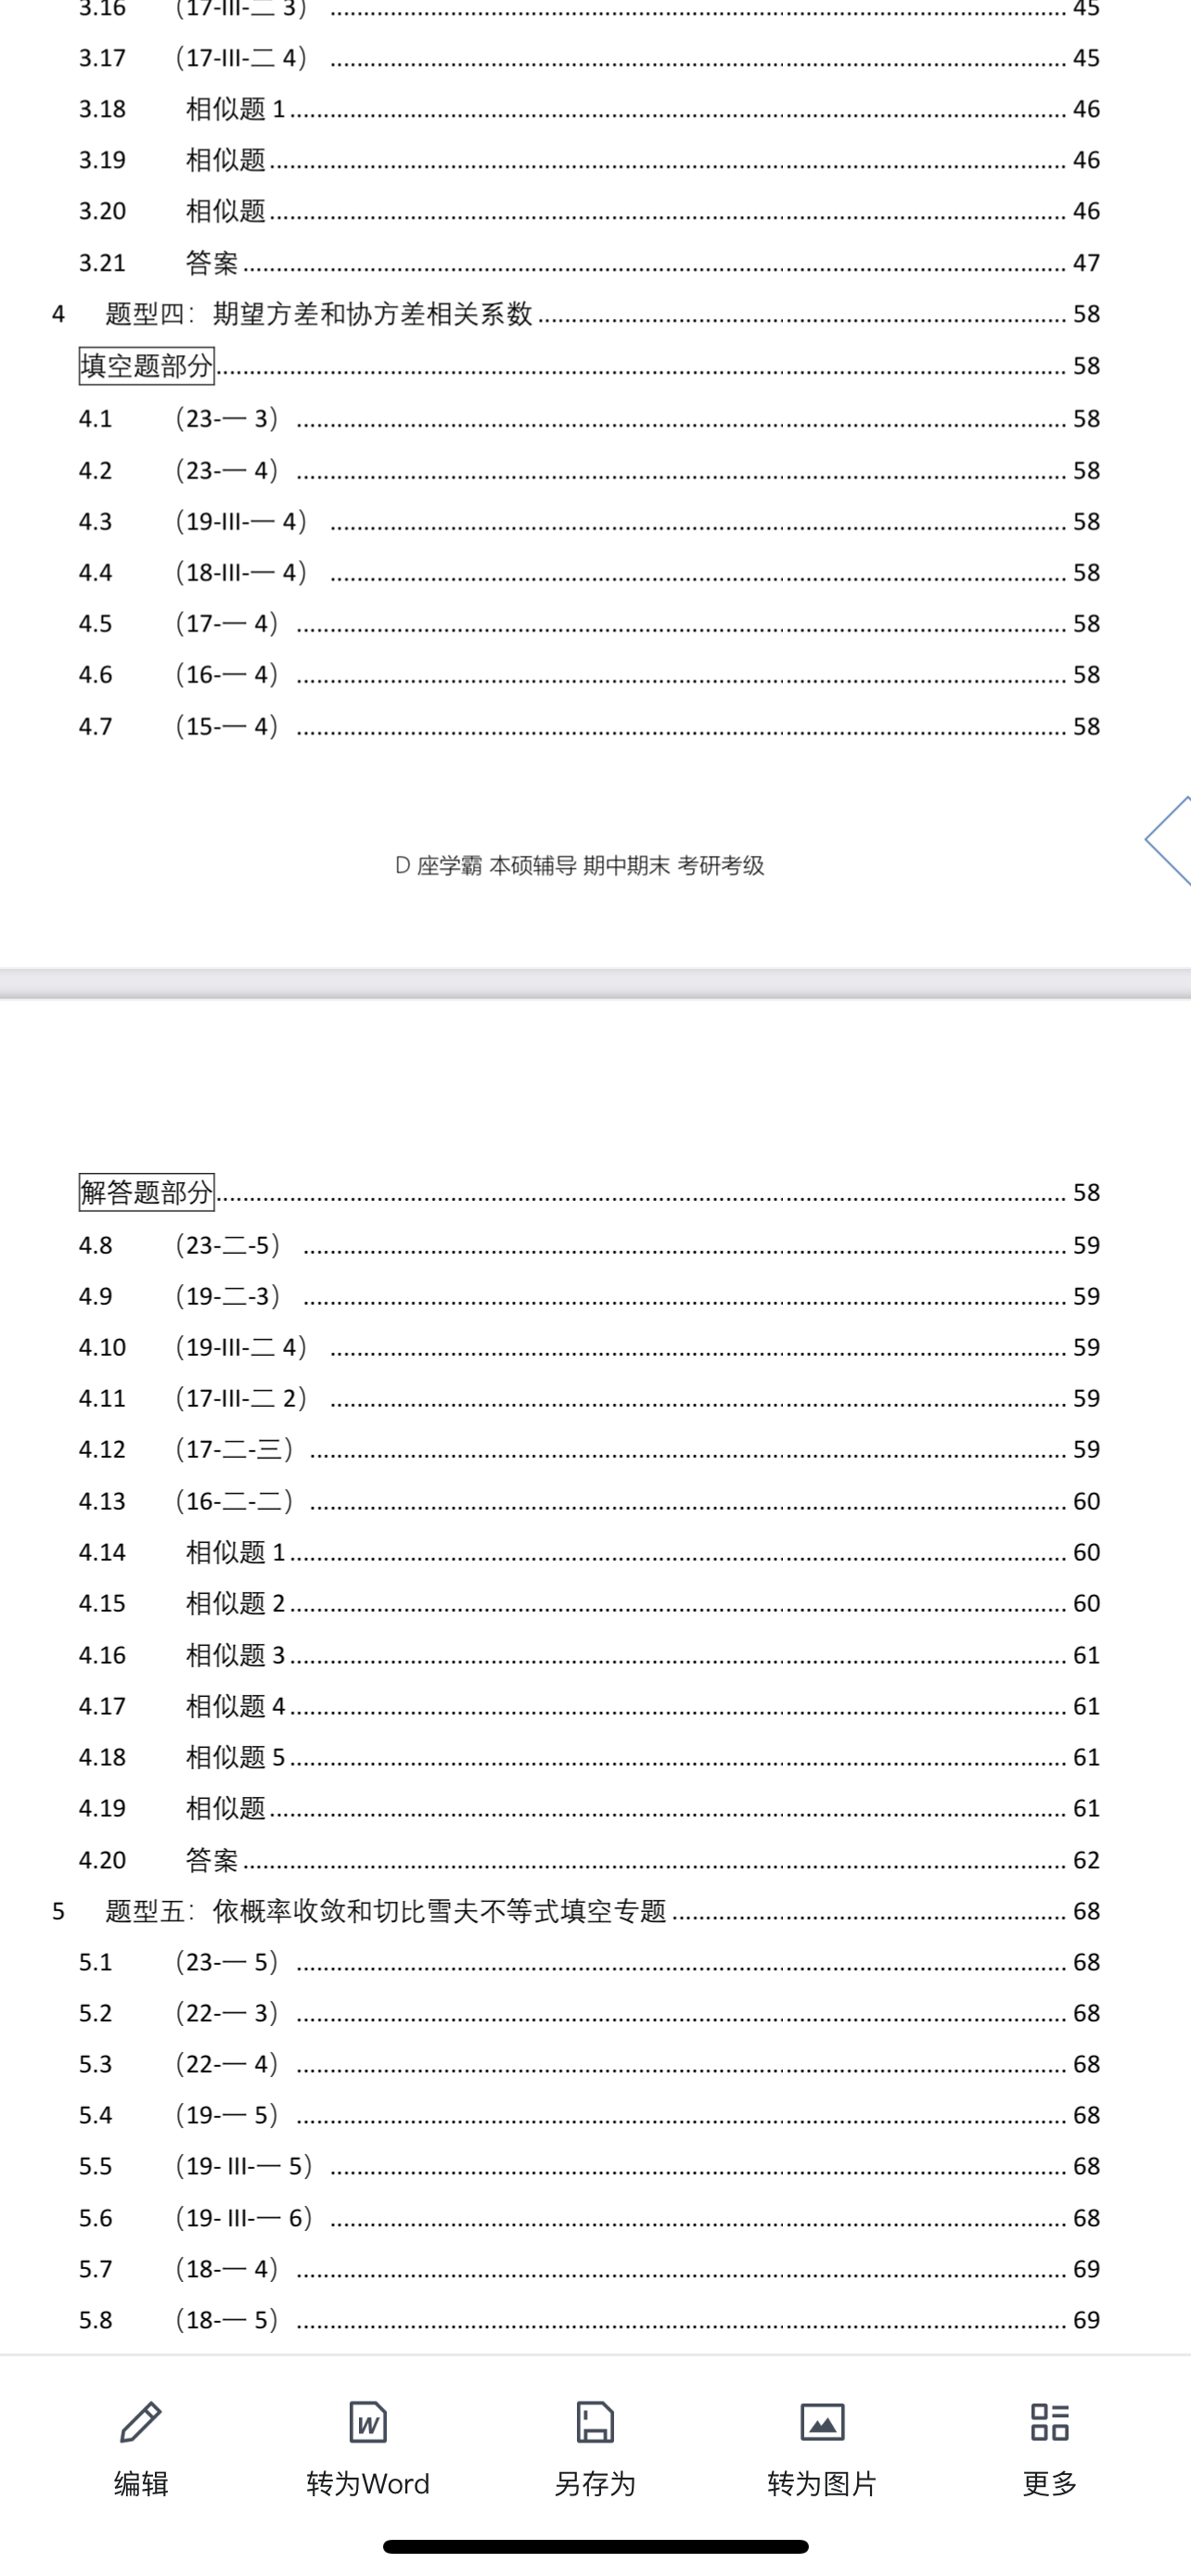 3.16 （17-III-二 3） 45
3.17 （17-III-二 4） 45
3.18 相似题 1 46
3.19 相似题 46
3.20 相似题 46
3.21 答案 47
4 题型四：期望方差和协方差相关系数 58
填空题部分 58
4.1 （23-一 3） 58
4.2 （23-一 4） 58
4.3 （19-III-一 4） 58
4.4 （18-III-一 4） 58
4.5 （17-一 4） 58
4.6 （16-一 4） 58
4.7 （15-一 4） 58
D 座学霸 本硕辅导 期中期末 考研考级
解答题部分 58
4.8 （23-二-5） 59
4.9 （19-二-3） 59
4.10 （19-III-二 4） 59
4.11 （17-III-二 2） 59
4.12 （17-二-三） 59
4.13 （16-二-二） 60
4.14 相似题 1 60
4.15 相似题 2 60
4.16 相似题 3 61
4.17 相似题 4 61
4.18 相似题 5 61
4.19 相似题 61
4.20 答案 62
5 题型五：依概率收敛和切比雪夫不等式填空专题 68
5.1 （23-一 5） 68
5.2 （22-一 3） 68
5.3 （22-一 4） 68
5.4 （19-一 5） 68
5.5 （19- III-一 5） 68
5.6 （19- III-一 6） 68
5.7 （18-一 4） 69
5.8 （18-一 5） 69
编辑 转为Word 另存为 转为图片 更多